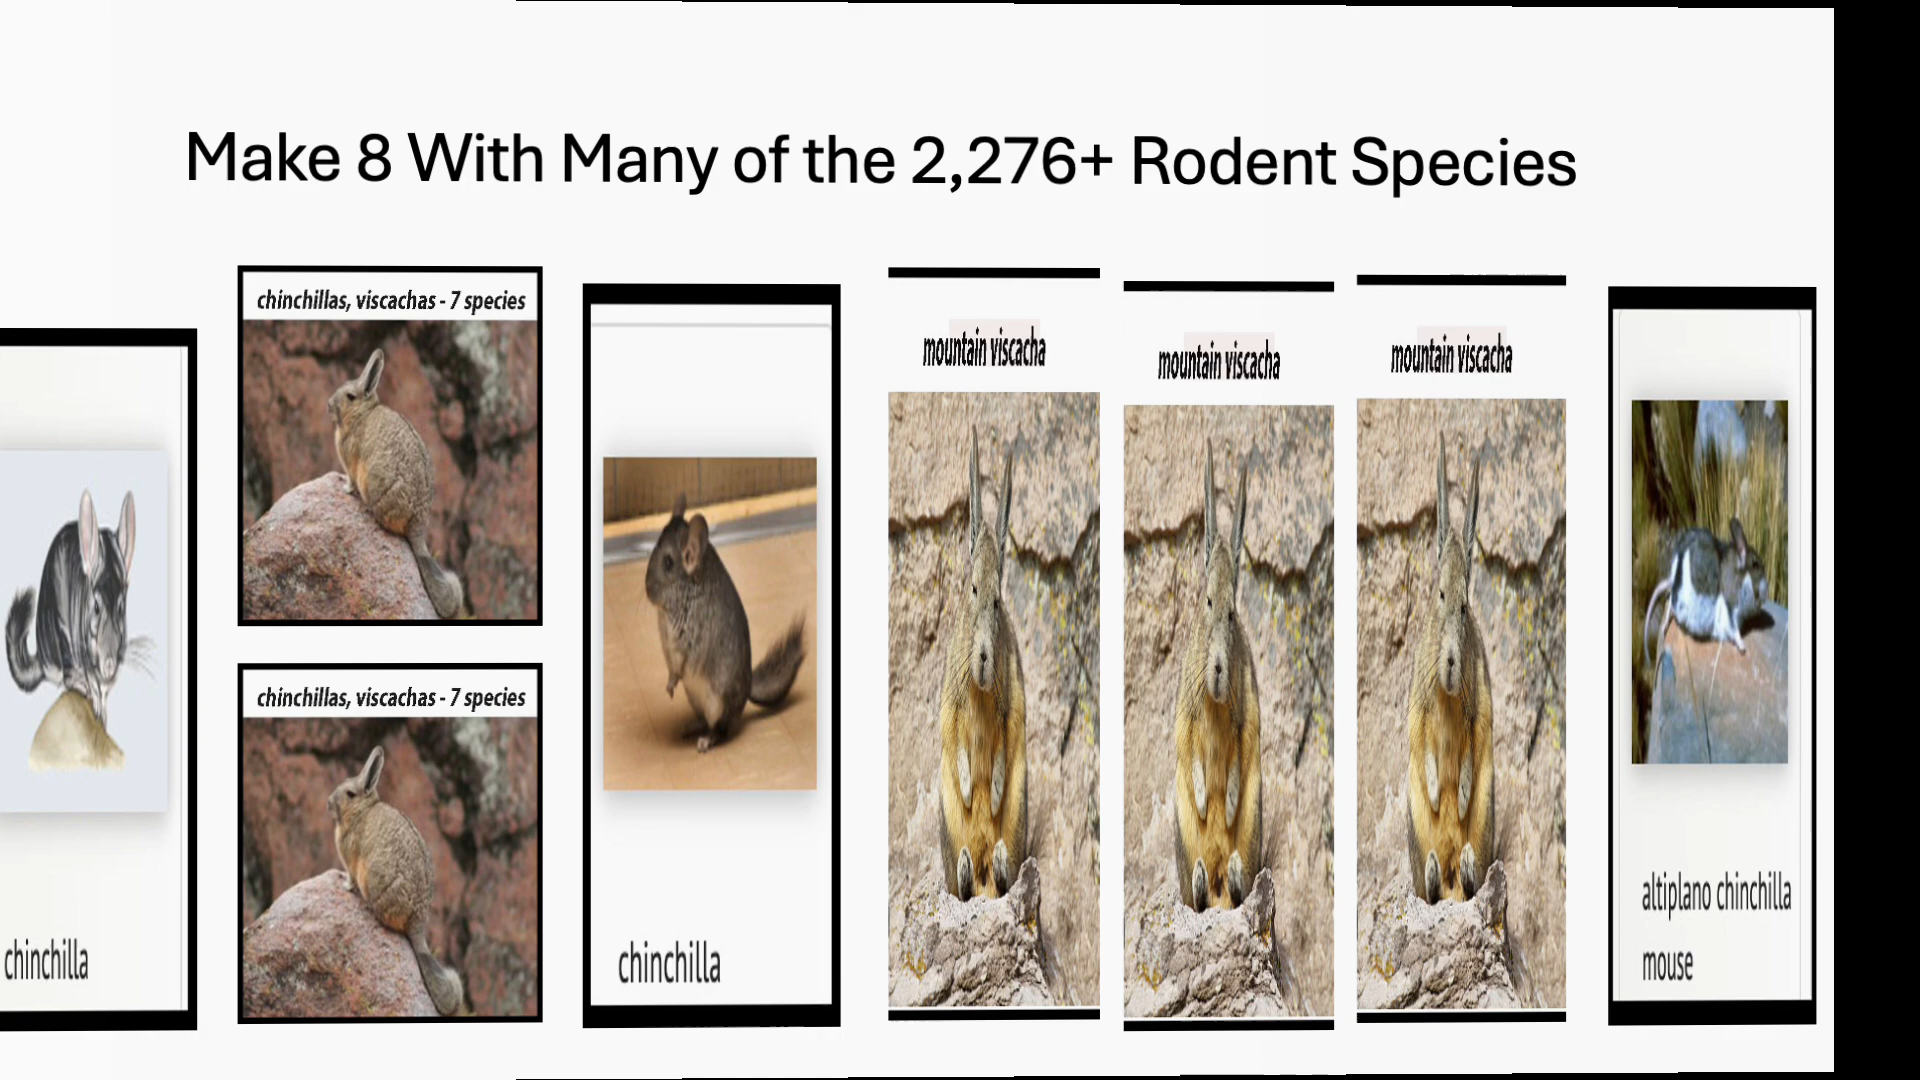 Make 8 With Many of the 2,276+ Rodent Species
chinchilla
chinchillas, viscachas - 7 species
chinchillas, viscachas - 7 species
chinchilla
mountain viscacha
mountain viscacha
mountain viscacha
altiplano chinchilla
mouse